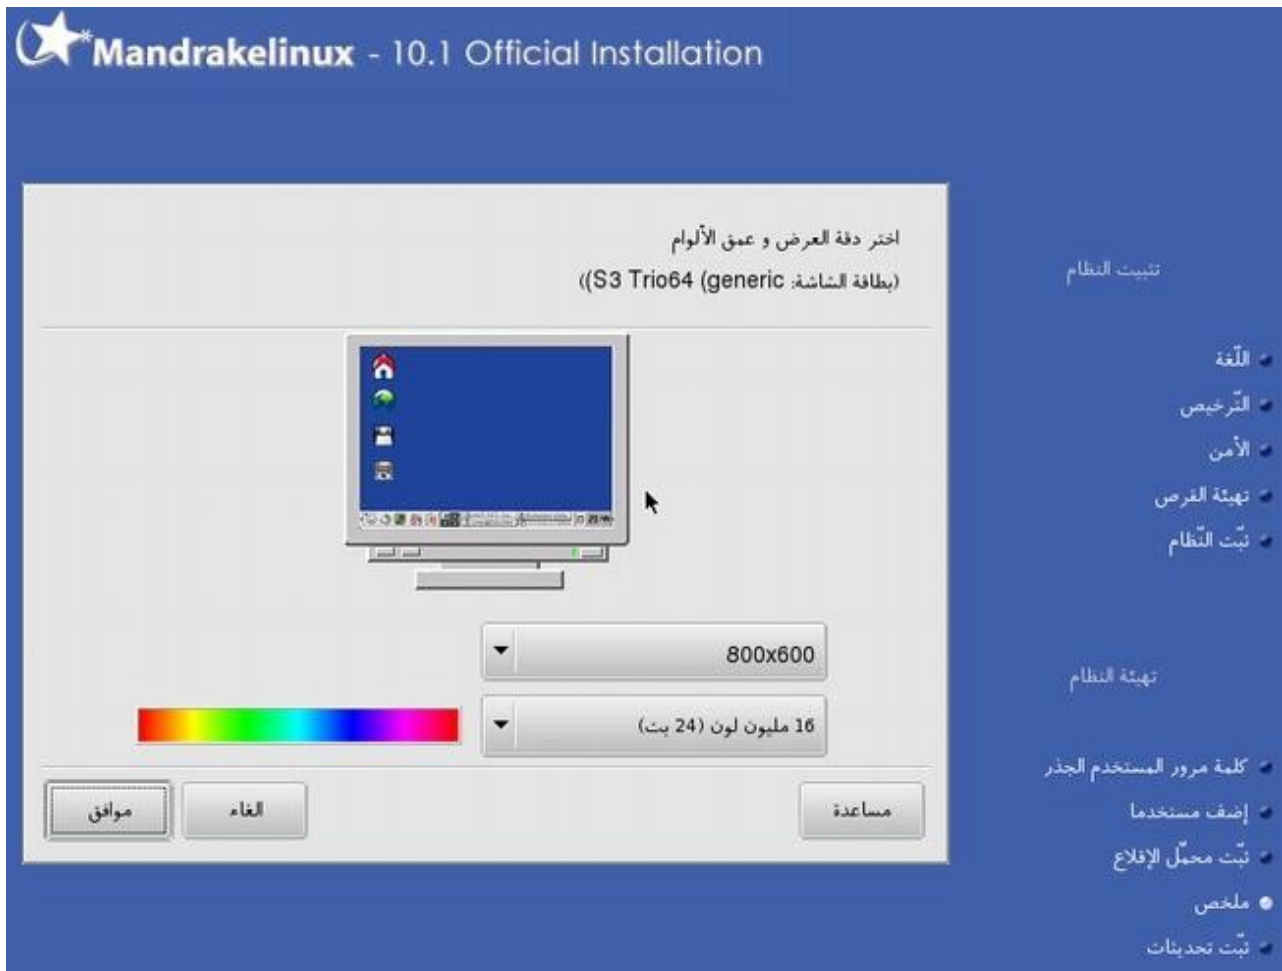 Mandrakelinux - 10.1 Official Installation
اختر دقة العرض و عمق الألوام
(بطاقة الشاشة: S3 Trio64 (generic))
800x600
16 مليون لون (24 بت)
مساعدة
الغاء
موافق
تثبيت النظام
اللّغة
التّرخيص
الأمن
تهيئة القرص
ثبّت النّظام
تهيئة النظام
كلمة مرور المستخدم الجذر
إضف مستخدما
ثبّت محمّل الإقلاع
ملخص
ثبّت تحديثات